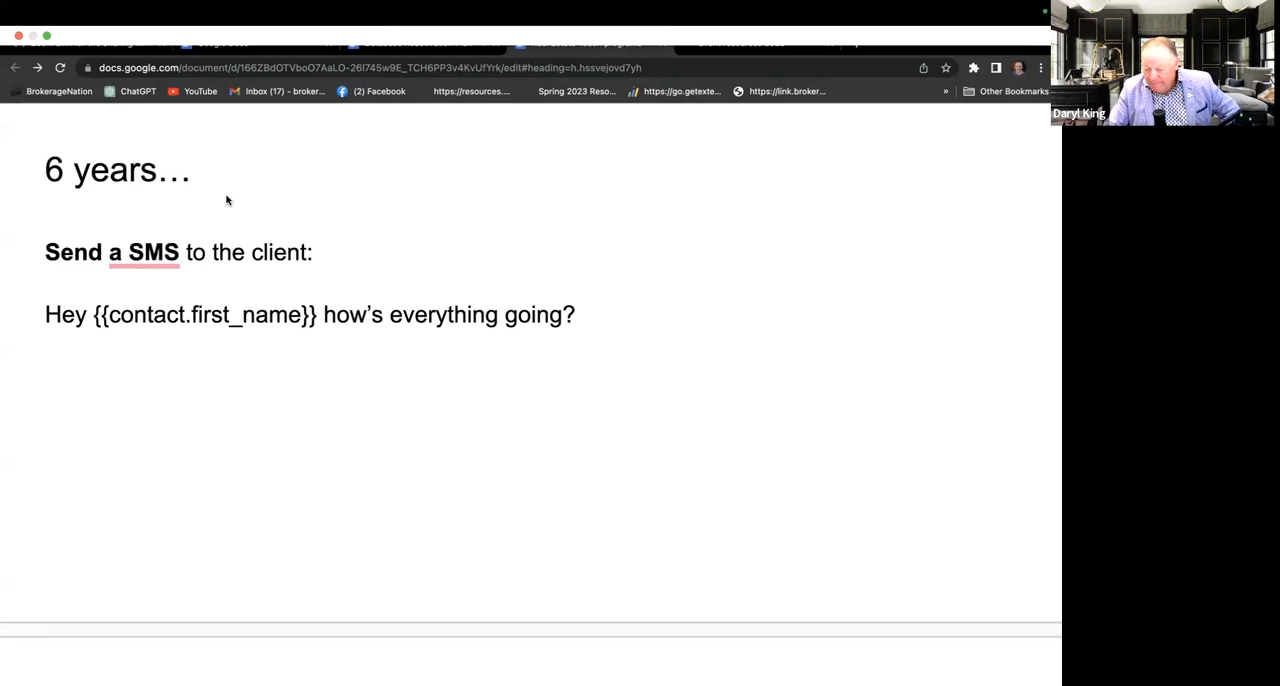 docs.google.com/document/d/166ZBdOTVboO7AaLO-26I745w9E_TCH6PP3v4KvUfYrk/edit#heading=h.hssvejovd7yh
BrokerageNation ChatGPT YouTube Inbox (17) - broker... (2) Facebook https://resources.... Spring 2023 Reso... https://go.getexte... https://link.broker... » Other Bookmarks
Daryl King
6 years…
Send a SMS to the client:
Hey {{contact.first_name}} how’s everything going?